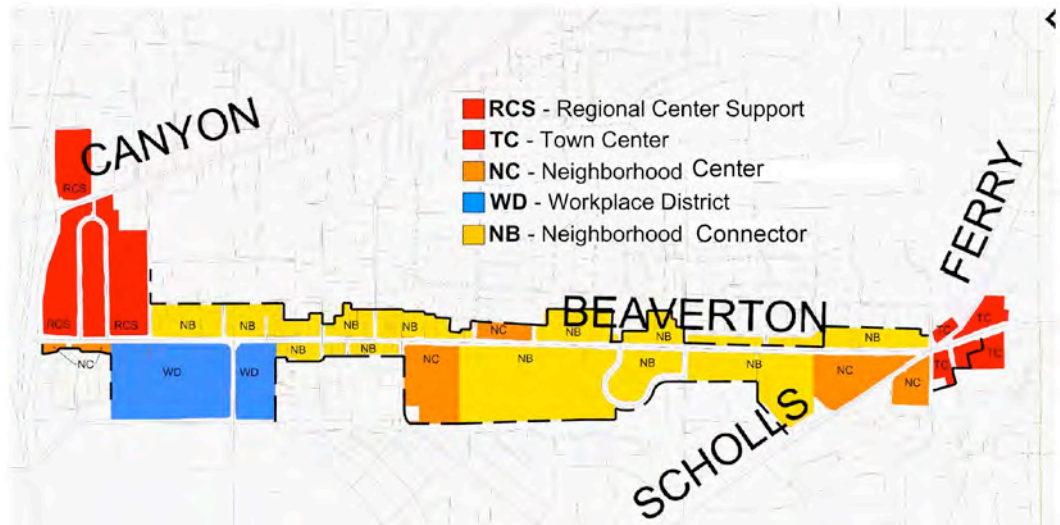 CANYON
RCS - Regional Center Support
TC - Town Center
NC - Neighborhood Center
WD - Workplace District
NB - Neighborhood Connector
FERRY
BEAVERTON
SCHOLLS
RCS
RCS
RCS
NB
NB
NB
NB
NC
NB
NB
NB
TC
TC
NC
WD
WD
NB
NB
NC
NB
NB
NB
NC
NC
TC
TC